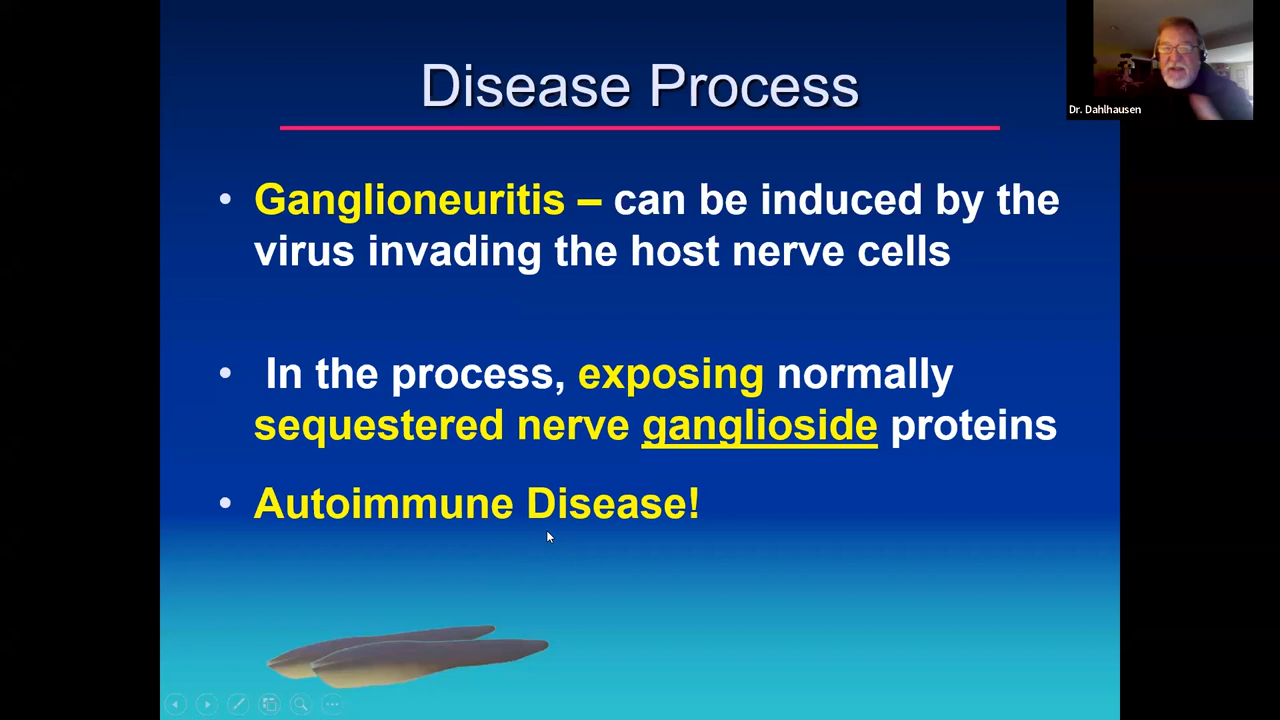 Disease Process
Dr. Dahlhausen
• Ganglioneuritis – can be induced by the
virus invading the host nerve cells
• In the process, exposing normally
sequestered nerve ganglioside proteins
• Autoimmune Disease!